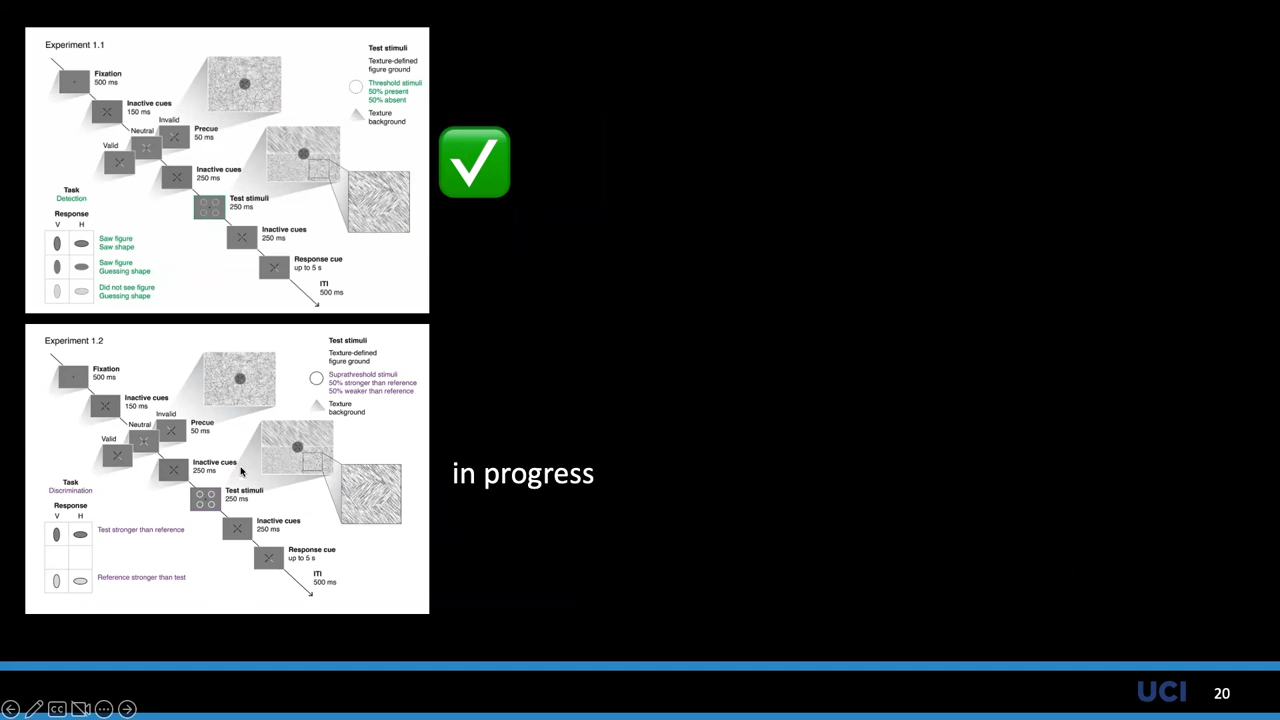 Experiment 1.1
Fixation
500 ms
Inactive cues
150 ms
Invalid
Neutral
Valid
Precue
50 ms
Inactive cues
250 ms
Test stimuli
250 ms
Inactive cues
250 ms
Response cue
up to 5 s
ITI
500 ms
Task
Detection
Response
V H
Saw figure
Saw shape
Saw figure
Guessing shape
Did not see figure
Guessing shape
Test stimuli
Texture-defined
figure ground
Threshold stimuli
50% present
50% absent
Texture
background
Experiment 1.2
Fixation
500 ms
Inactive cues
150 ms
Invalid
Neutral
Valid
Precue
50 ms
Inactive cues
250 ms
Test stimuli
250 ms
Inactive cues
250 ms
Response cue
up to 5 s
ITI
500 ms
Task
Discrimination
Response
V H
Test stronger than reference
Reference stronger than test
Test stimuli
Texture-defined
figure ground
Suprathreshold stimuli
50% stronger than reference
50% weaker than reference
Texture
background
in progress
UCI
20
CC